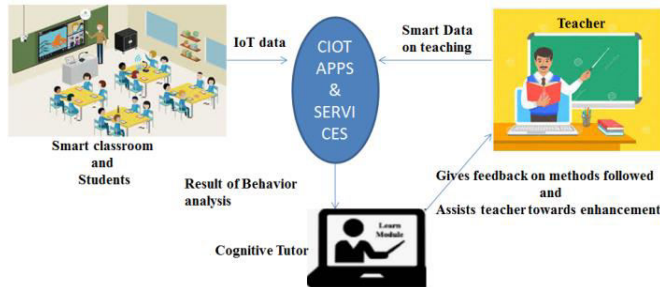 IoT data
CIOT
APPS
&
SERVI
CES
Smart Data
on teaching
Teacher
Smart classroom
and
Students
Result of Behavior
analysis
Gives feedback on methods followed
and
Assists teacher towards enhancement
Cognitive Tutor
Learn
Module